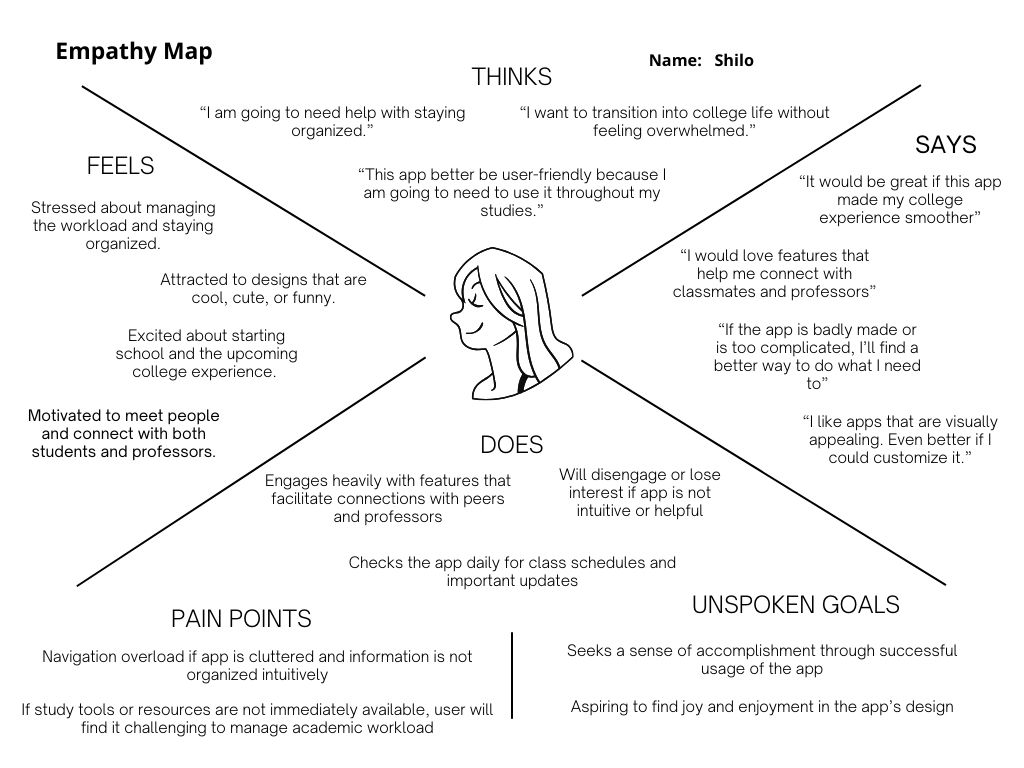 Empathy Map
Name: Shilo
THINKS
“I am going to need help with staying
organized.”
“I want to transition into college life without
feeling overwhelmed.”
“This app better be user-friendly because I
am going to need to use it throughout my
studies.”
FEELS
Stressed about managing
the workload and staying
organized.
Attracted to designs that are
cool, cute, or funny.
Excited about starting
school and the upcoming
college experience.
Motivated to meet people
and connect with both
students and professors.
SAYS
“It would be great if this app
made my college
experience smoother”
“I would love features that
help me connect with
classmates and professors”
“If the app is badly made or
is too complicated, I’ll find a
better way to do what I need
to”
“I like apps that are visually
appealing. Even better if I
could customize it.”
DOES
Engages heavily with features that
facilitate connections with peers
and professors
Will disengage or lose
interest if app is not
intuitive or helpful
Checks the app daily for class schedules and
important updates
PAIN POINTS
Navigation overload if app is cluttered and information is not
organized intuitively
If study tools or resources are not immediately available, user will
find it challenging to manage academic workload
UNSPOKEN GOALS
Seeks a sense of accomplishment through successful
usage of the app
Aspiring to find joy and enjoyment in the app’s design